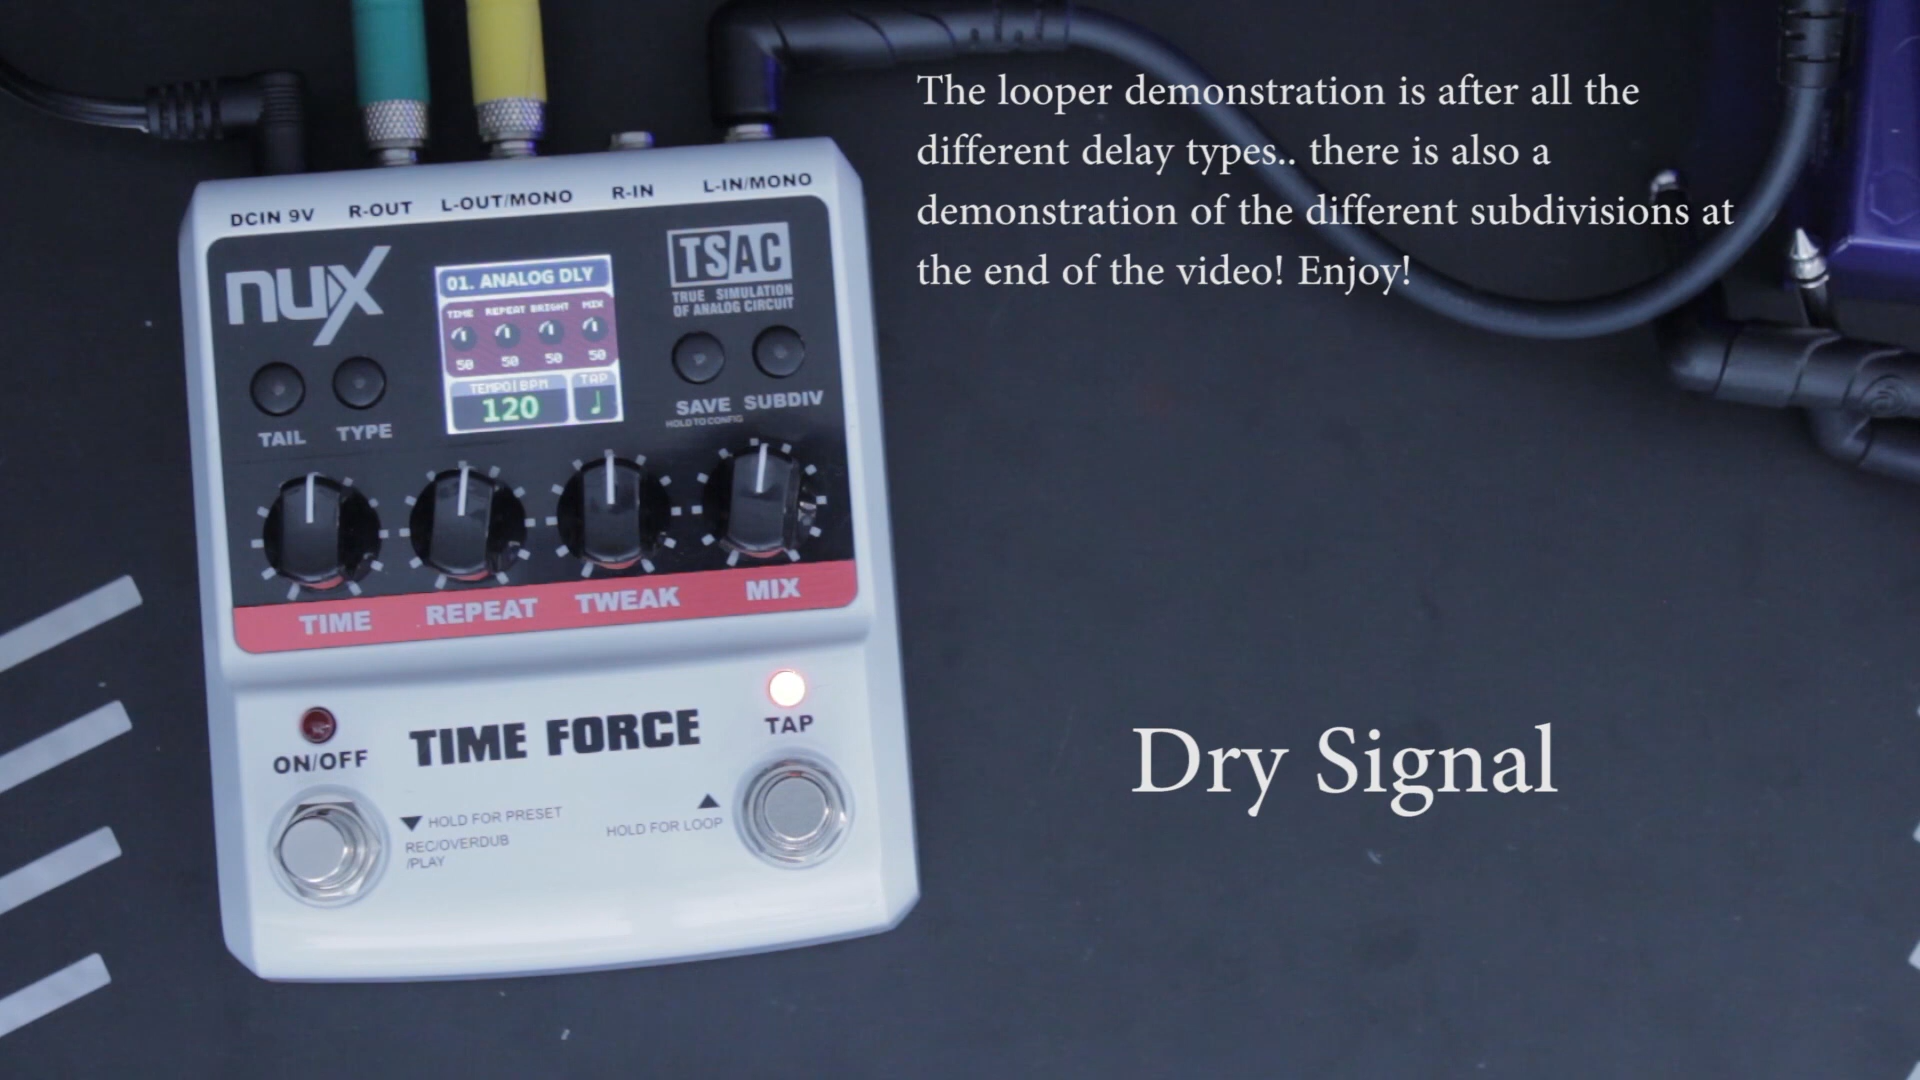 The looper demonstration is after all the
different delay types.. there is also a
demonstration of the different subdivisions at
the end of the video! Enjoy!
DCIN 9V R-OUT L-OUT/MONO R-IN L-IN/MONO
nux
TSAC
TRUE SIMULATION
OF ANALOG CIRCUIT
01. ANALOG DLY
TIME REPEAT BRIGHT MIX
50 50 50 50
TEMPO|BPM TAP
120
TAIL TYPE
SAVE SUBDIV
HOLD TO CONFIG
TIME REPEAT TWEAK MIX
ON/OFF
TIME FORCE
TAP
HOLD FOR PRESET
REC/OVERDUB
/PLAY
HOLD FOR LOOP
Dry Signal